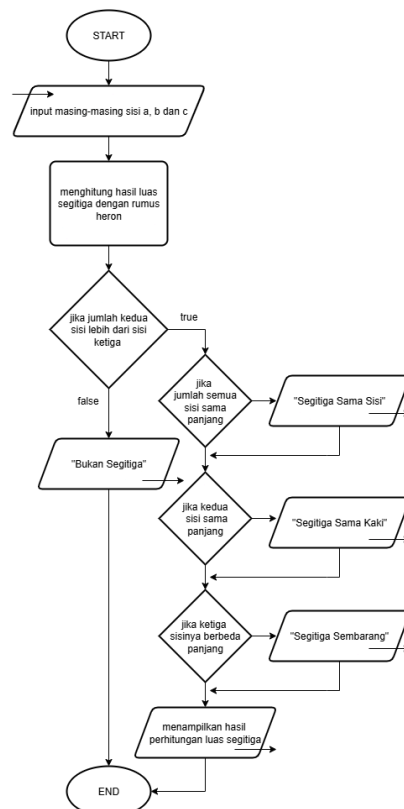 START
input masing-masing sisi a, b dan c
menghitung hasil luas
segitiga dengan rumus
heron
jika jumlah kedua
sisi lebih dari sisi
ketiga
true
false
jika
jumlah semua
sisi sama
panjang
"Segitiga Sama Sisi"
"Bukan Segitiga"
jika kedua
sisi sama
panjang
"Segitiga Sama Kaki"
jika ketiga
sisinya berbeda
panjang
"Segitiga Sembarang"
menampilkan hasil
perhitungan luas segitiga
END